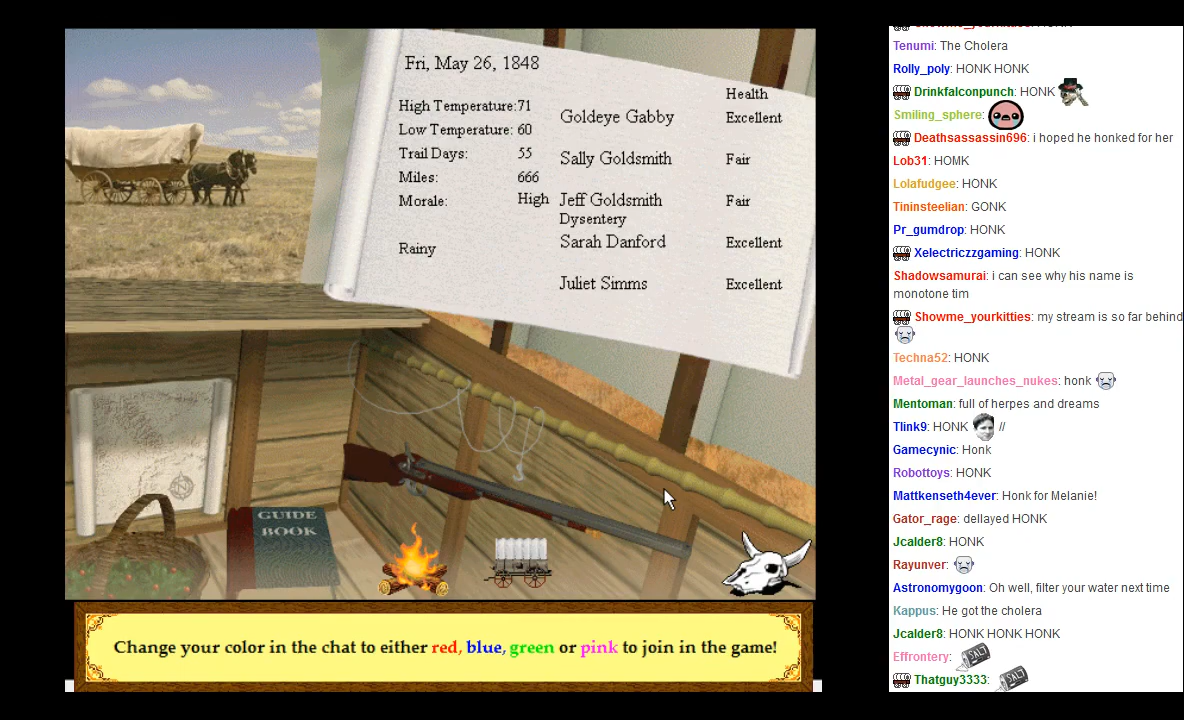 Fri, May 26, 1848
High Temperature:71
Low Temperature: 60
Trail Days: 55
Miles: 666
Morale: High
Rainy
Health
Goldeye Gabby Excellent
Sally Goldsmith Fair
Jeff Goldsmith Fair
Dysentery
Sarah Danford Excellent
Juliet Simms Excellent
GUIDE
BOOK
Change your color in the chat to either red, blue, green or pink to join in the game!
Tenumi: The Cholera
Rolly_poly: HONK HONK
Drinkfalconpunch: HONK
Smiling_sphere:
Deathsassassin696: i hoped he honked for her
Lob31: HOMK
Lolafudgee: HONK
Tininsteelian: GONK
Pr_gumdrop: HONK
Xelectriczzgaming: HONK
Shadowsamurai: i can see why his name is
monotone tim
Showme_yourkitties: my stream is so far behind
Techna52: HONK
Metal_gear_launches_nukes: honk
Mentoman: full of herpes and dreams
Tlink9: HONK //
Gamecynic: Honk
Robottoys: HONK
Mattkenseth4ever: Honk for Melanie!
Gator_rage: dellayed HONK
Jcalder8: HONK
Rayunver:
Astronomygoon: Oh well, filter your water next time
Kappus: He got the cholera
Jcalder8: HONK HONK HONK
Effrontery: SALT
Thatguy3333: SALT